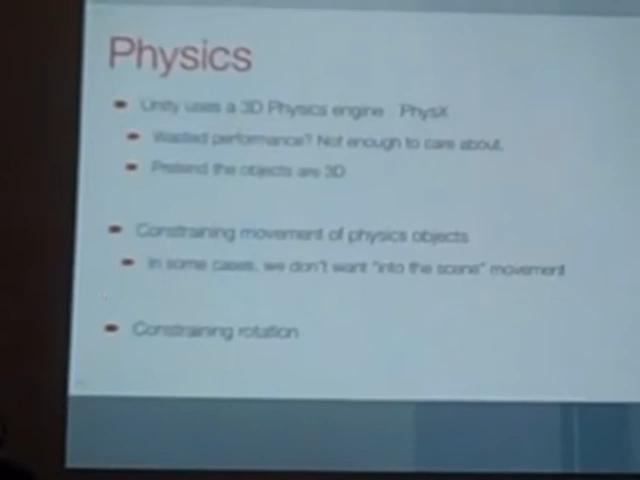 Physics
Unity uses a 3D Physics engine PhysX
Wasted performance? Not enough to care about.
Pretend the objects are 3D
Constraining movement of physics objects
In some cases, we don't want "into the scene" movement
Constraining rotation